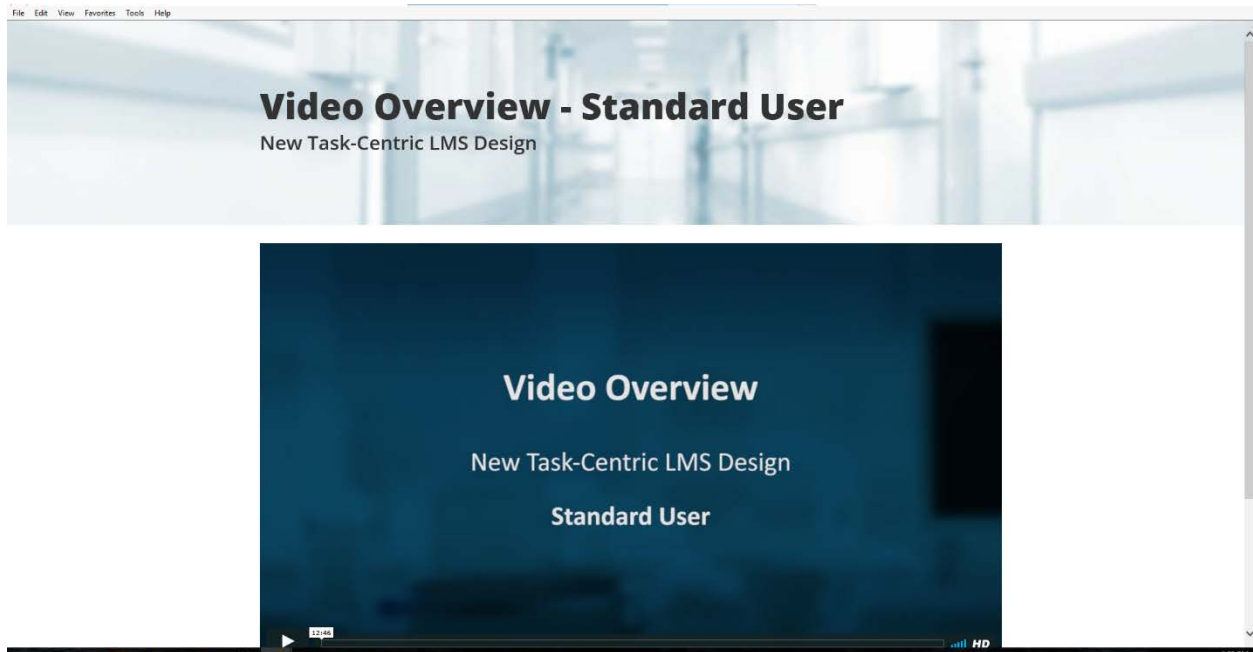 File Edit View Favorites Tools Help
Video Overview - Standard User
New Task-Centric LMS Design
Video Overview
New Task-Centric LMS Design
Standard User
12:46
HD